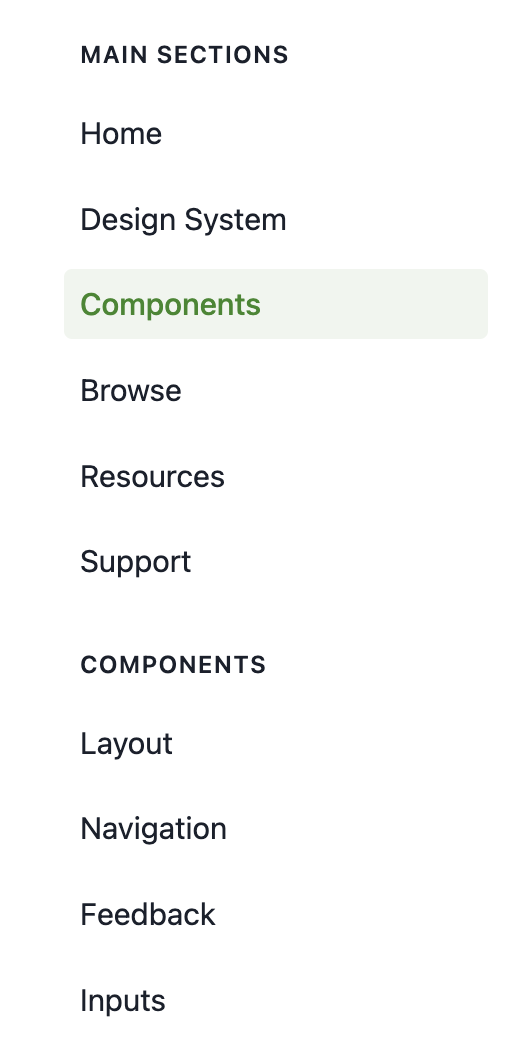 MAIN SECTIONS
Home
Design System
Components
Browse
Resources
Support
COMPONENTS
Layout
Navigation
Feedback
Inputs